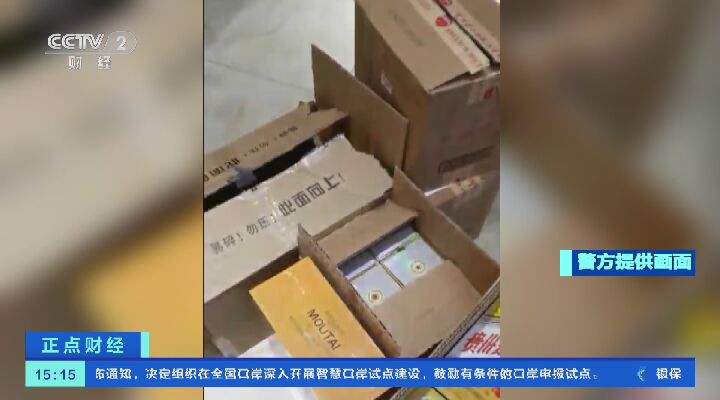 CCTV 2
财经
易碎！勿压！此面向上！
MOUTAI
警方提供画面
正点财经
15:15
布通知，决定组织在全国口岸深入开展智慧口岸试点建设，鼓励有条件的口岸申报试点。
银保